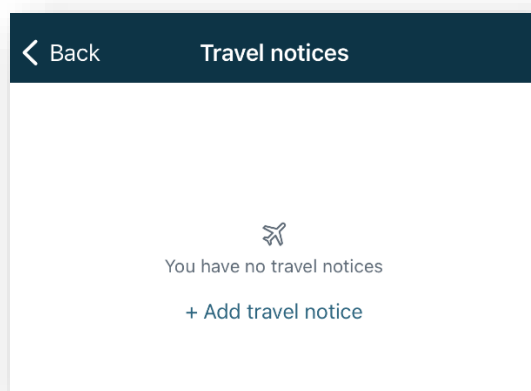 Back
Travel notices
You have no travel notices
+ Add travel notice